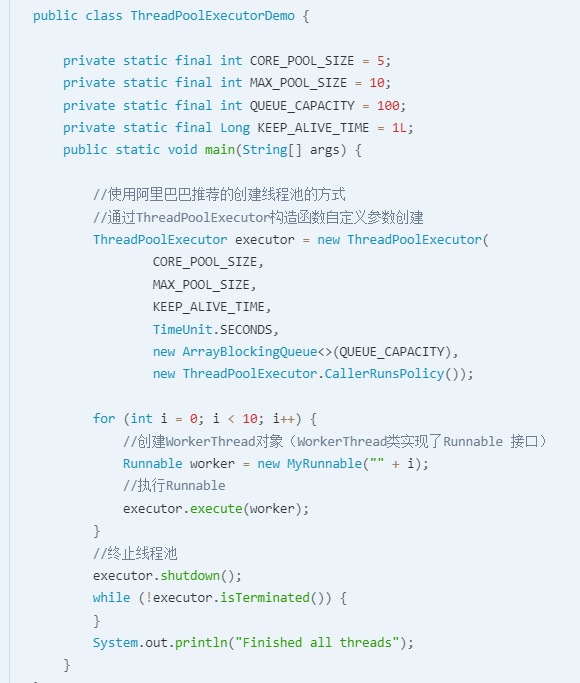 public class ThreadPoolExecutorDemo {
private static final int CORE_POOL_SIZE = 5;
private static final int MAX_POOL_SIZE = 10;
private static final int QUEUE_CAPACITY = 100;
private static final Long KEEP_ALIVE_TIME = 1L;
public static void main(String[] args) {
//使用阿里巴巴推荐的创建线程池的方式
//通过ThreadPoolExecutor构造函数自定义参数创建
ThreadPoolExecutor executor = new ThreadPoolExecutor(
CORE_POOL_SIZE,
MAX_POOL_SIZE,
KEEP_ALIVE_TIME,
TimeUnit.SECONDS,
new ArrayBlockingQueue<>(QUEUE_CAPACITY),
new ThreadPoolExecutor.CallerRunsPolicy());
for (int i = 0; i < 10; i++) {
//创建WorkerThread对象（WorkerThread类实现了Runnable 接口）
Runnable worker = new MyRunnable("" + i);
//执行Runnable
executor.execute(worker);
}
//终止线程池
executor.shutdown();
while (!executor.isTerminated()) {
}
System.out.println("Finished all threads");
}